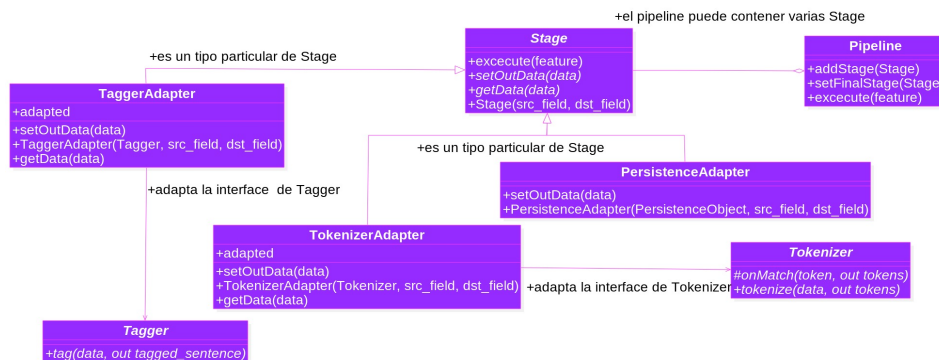 +el pipeline puede contener varias Stage
Stage
+excecute(feature)
+setOutData(data)
+getData(data)
+Stage(src_field, dst_field)
Pipeline
+addStage(Stage)
+setFinalStage(Stage
+excecute(feature)
+es un tipo particular de Stage
TaggerAdapter
+adapted
+setOutData(data)
+TaggerAdapter(Tagger, src_field, dst_field)
+getData(data)
+es un tipo particular de Stage
PersistenceAdapter
+setOutData(data)
+PersistenceAdapter(PersistenceObject, src_field, dst_field)
+adapta la interface de Tagger
TokenizerAdapter
+adapted
+setOutData(data)
+TokenizerAdapter(Tokenizer, src_field, dst_field)
+getData(data)
+adapta la interface de Tokenizer
Tokenizer
#onMatch(token, out tokens)
+tokenize(data, out tokens)
Tagger
+tag(data, out tagged_sentence)